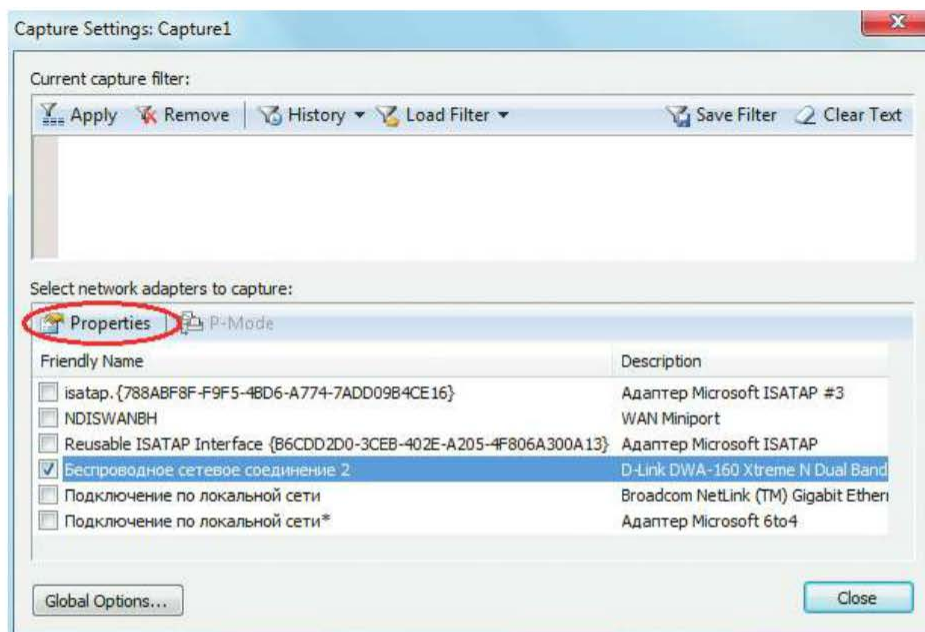 Capture Settings: Capture1
Current capture filter:
Apply Remove History Load Filter Save Filter Clear Text
Select network adapters to capture:
Properties P-Mode
Friendly Name Description
isatap.{788ABF8F-F9F5-4BD6-A774-7ADD09B4CE16} Адаптер Microsoft ISATAP #3
NDISWANBH WAN Miniport
Reusable ISATAP Interface {B6CDD2D0-3CEB-402E-A205-4F806A300A13} Адаптер Microsoft ISATAP
Беспроводное сетевое соединение 2 D-Link DWA-160 Xtreme N Dual Band
Подключение по локальной сети Broadcom NetLink (TM) Gigabit Ether
Подключение по локальной сети* Адаптер Microsoft 6to4
Global Options... Close